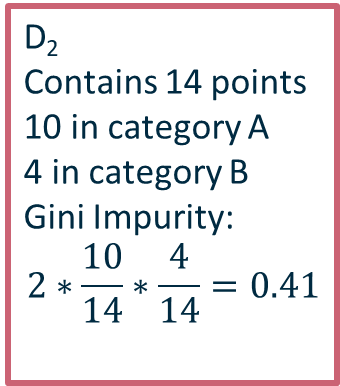 D₂
Contains 14 points
10 in category A
4 in category B
Gini Impurity:
2 * 10/14 * 4/14 = 0.41